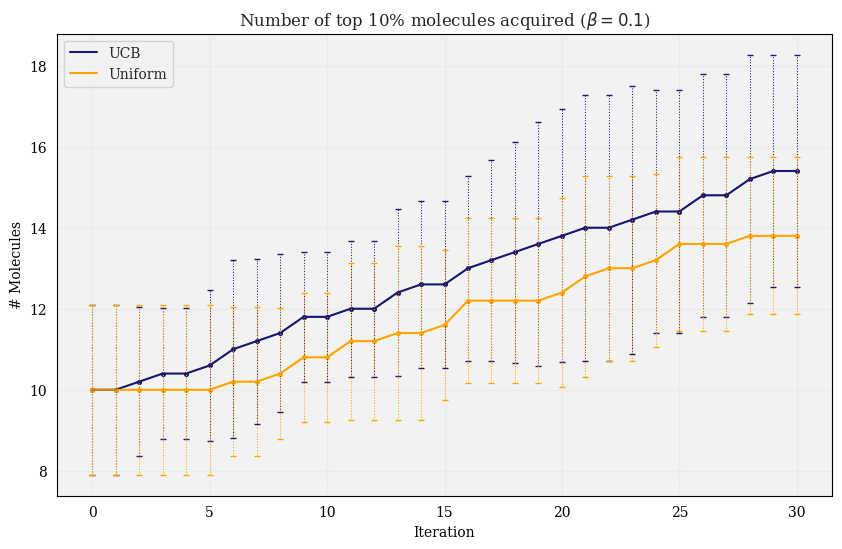 Number of top 10% molecules acquired (β = 0.1)
UCB
Uniform
# Molecules
18
16
14
12
10
8
0 5 10 15 20 25 30
Iteration